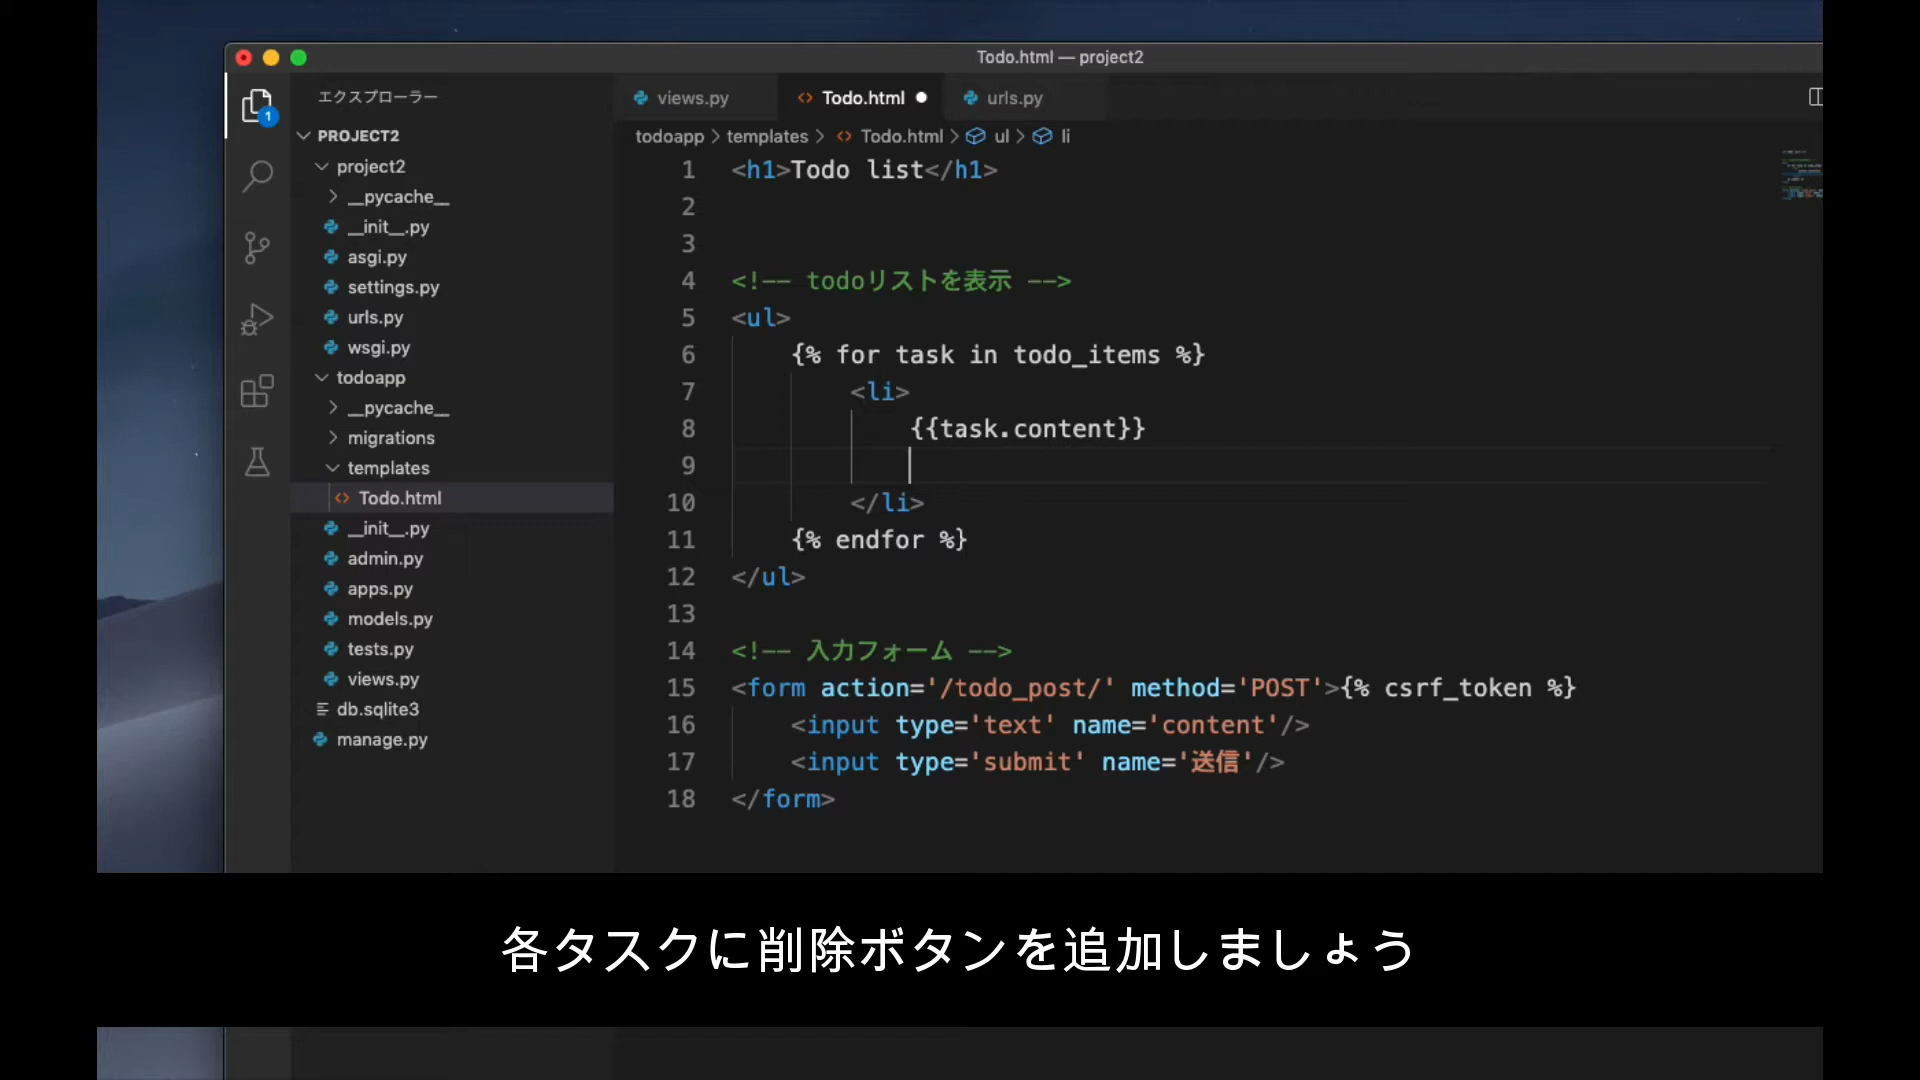 Todo.html — project2
エクスプローラー
1
PROJECT2
project2
__pycache__
__init__.py
asgi.py
settings.py
urls.py
wsgi.py
todoapp
__pycache__
migrations
templates
Todo.html
__init__.py
admin.py
apps.py
models.py
tests.py
views.py
db.sqlite3
manage.py
views.py Todo.html urls.py
todoapp > templates > Todo.html > ul > li
1 <h1>Todo list</h1>
2
3
4 <!-- todoリストを表示 -->
5 <ul>
6 {% for task in todo_items %}
7 <li>
8 {{task.content}}
9
10 </li>
11 {% endfor %}
12 </ul>
13
14 <!-- 入力フォーム -->
15 <form action='/todo_post/' method='POST'>{% csrf_token %}
16 <input type='text' name='content'/>
17 <input type='submit' name='送信'/>
18 </form>
各タスクに削除ボタンを追加しましょう